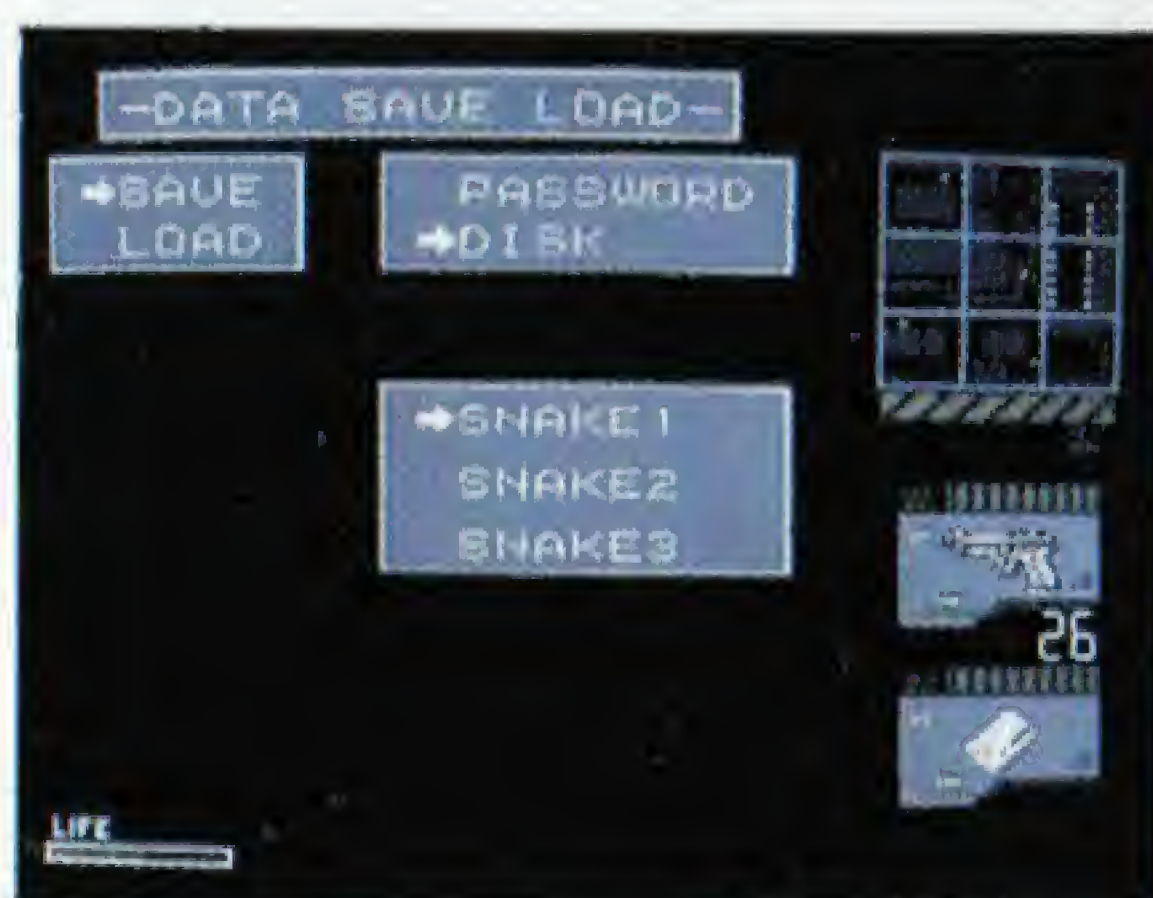 -DATA SAVE LOAD-
➡SAVE
LOAD
PASSWORD
➡DISK
➡SNAKE1
SNAKE2
SNAKE3
26
LIFE